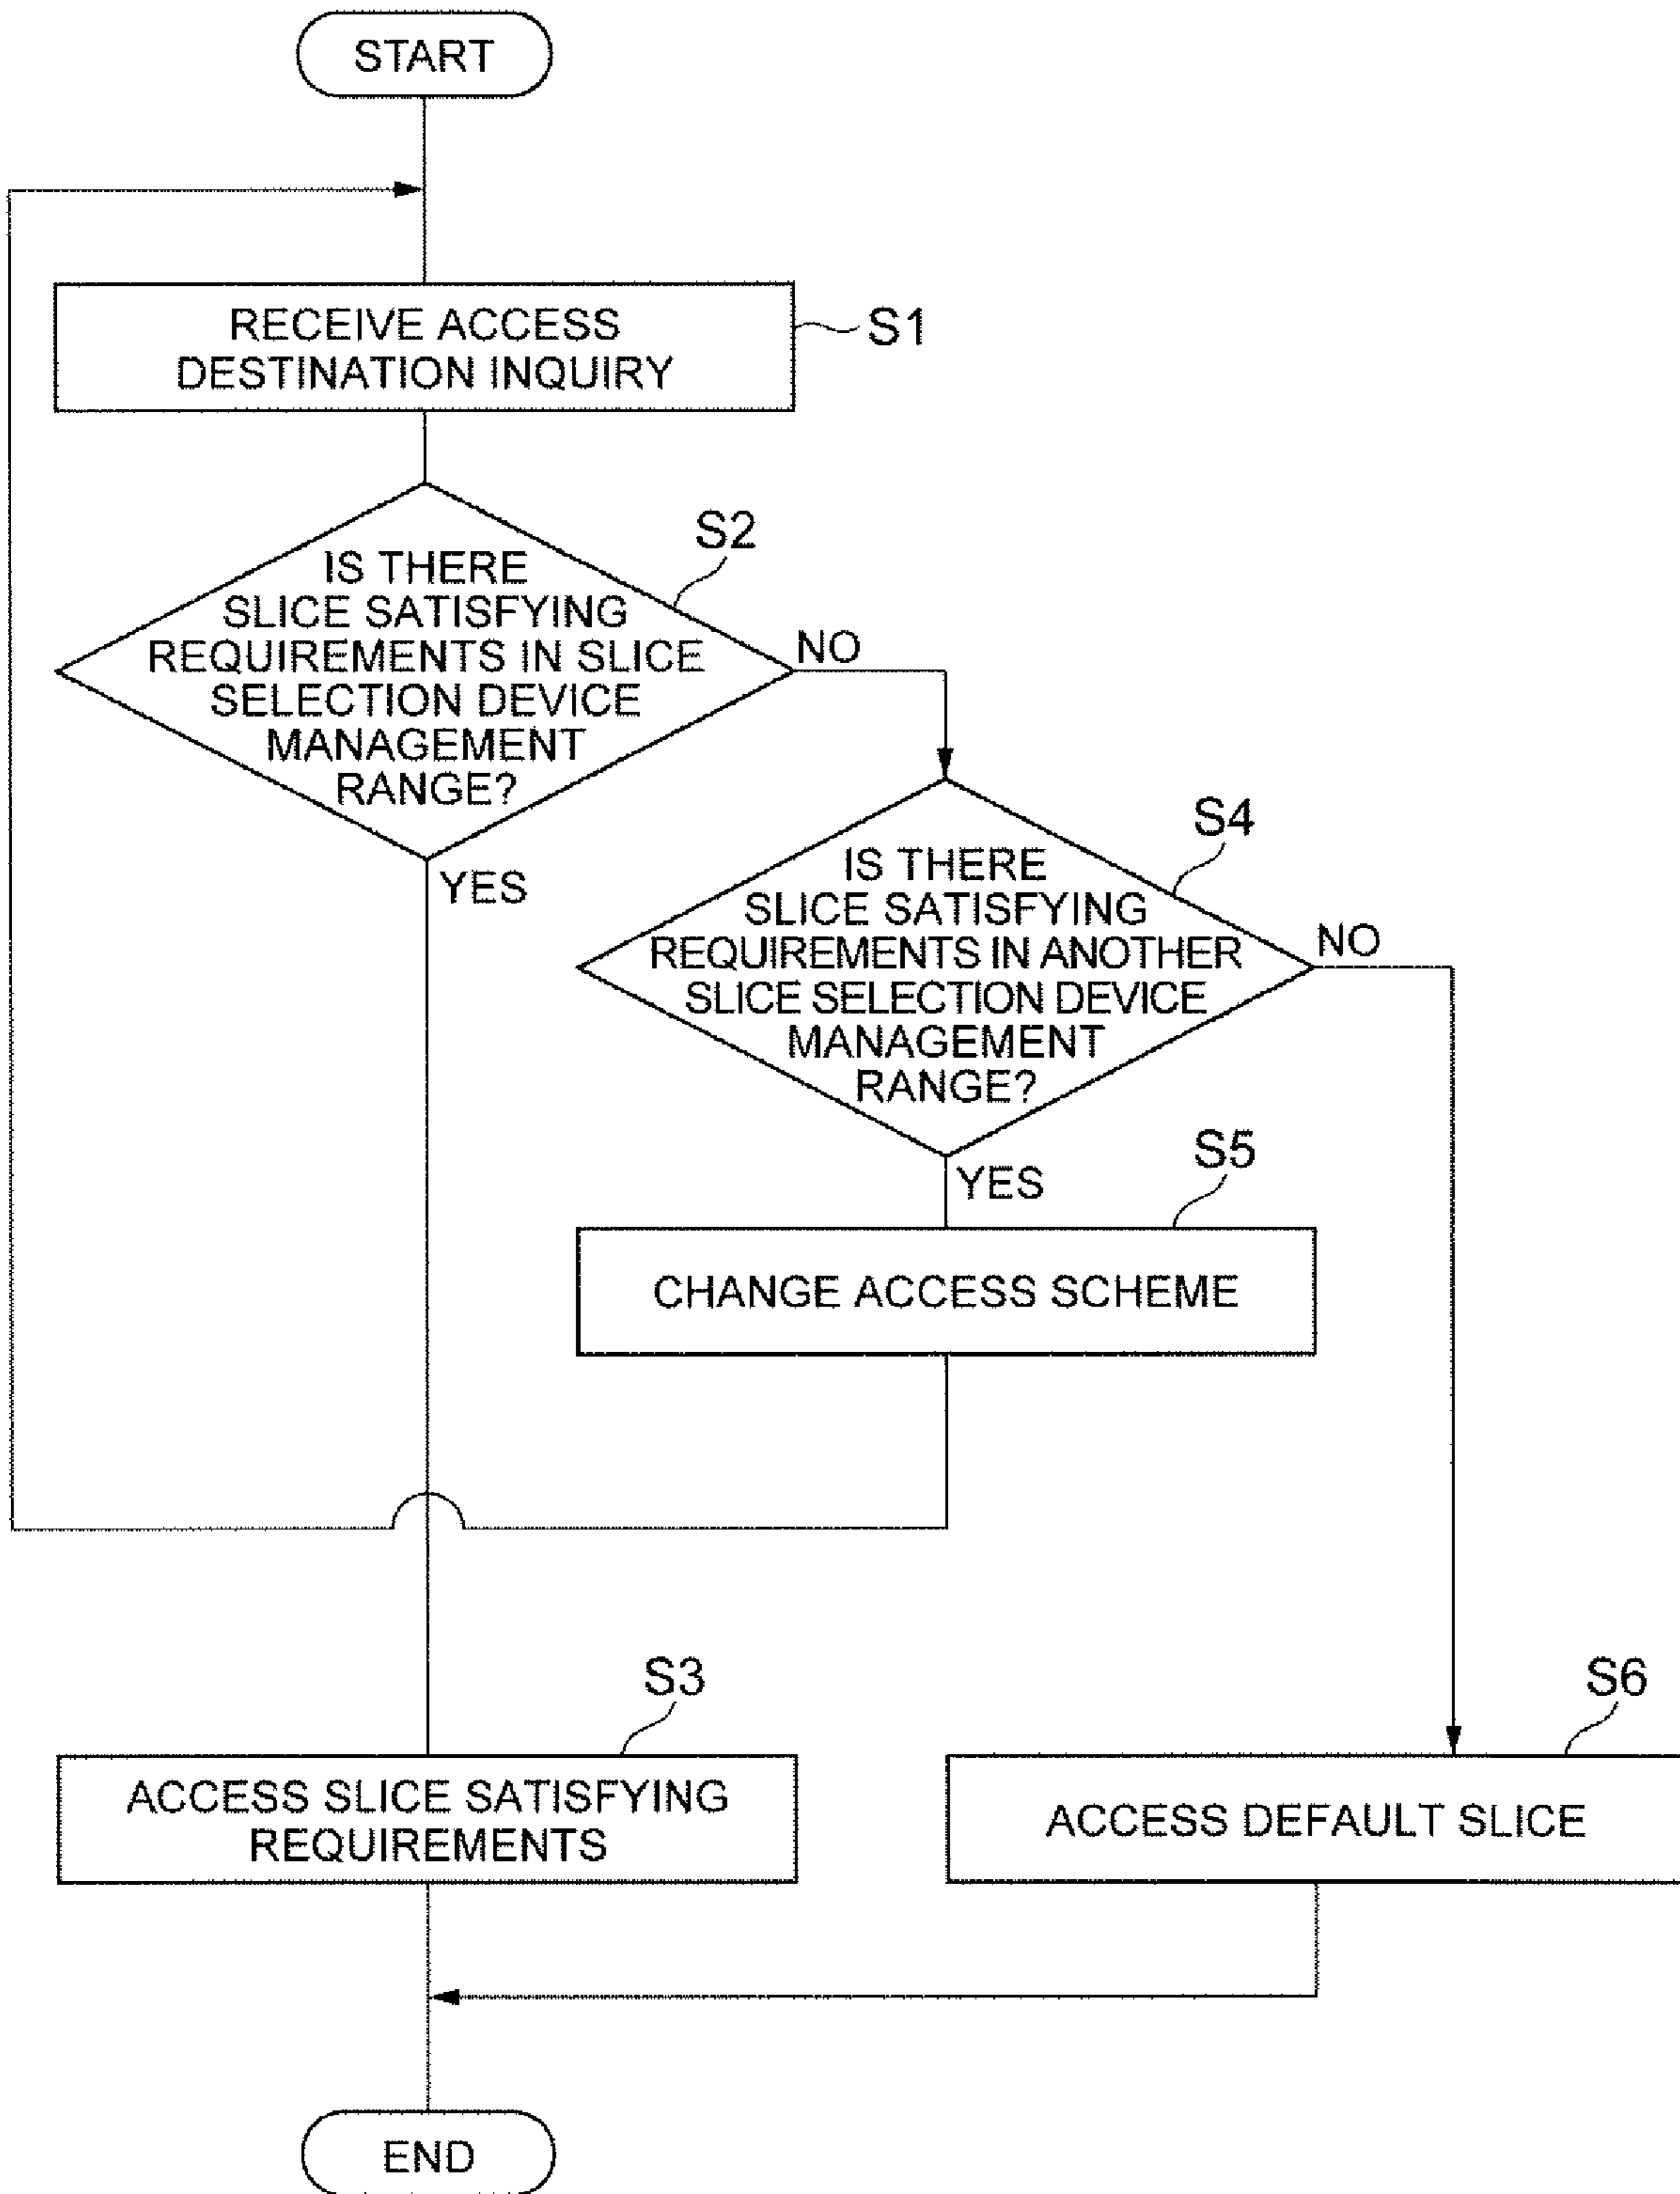 START
RECEIVE ACCESS
DESTINATION INQUIRY
S1
S2
IS THERE
SLICE SATISFYING
REQUIREMENTS IN SLICE
SELECTION DEVICE
MANAGEMENT
RANGE?
NO
YES
S4
IS THERE
SLICE SATISFYING
REQUIREMENTS IN ANOTHER
SLICE SELECTION DEVICE
MANAGEMENT
RANGE?
NO
YES
S5
CHANGE ACCESS SCHEME
S3
ACCESS SLICE SATISFYING
REQUIREMENTS
S6
ACCESS DEFAULT SLICE
END